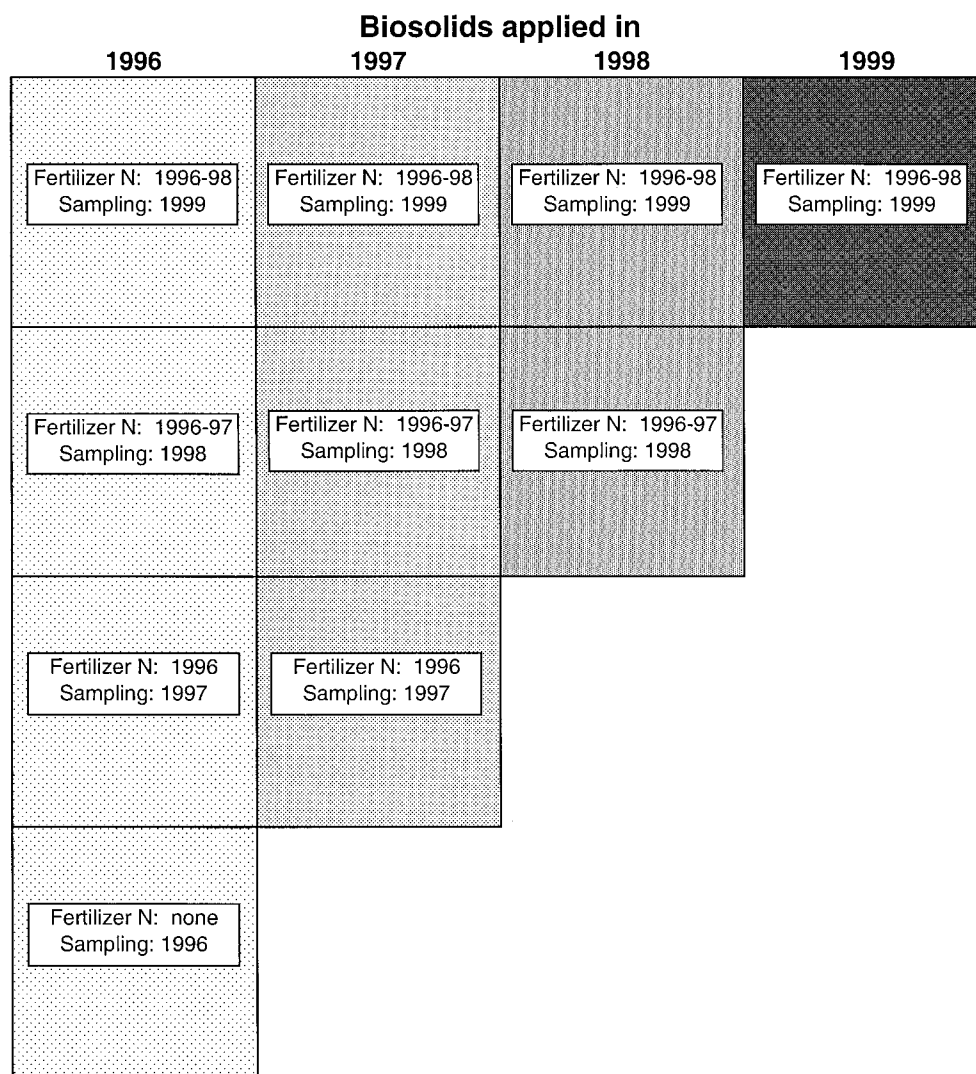 Biosolids applied in
1996 1997 1998 1999
Fertilizer N: 1996-98 Fertilizer N: 1996-98 Fertilizer N: 1996-98 Fertilizer N: 1996-98
Sampling: 1999 Sampling: 1999 Sampling: 1999 Sampling: 1999
Fertilizer N: 1996-97 Fertilizer N: 1996-97 Fertilizer N: 1996-97
Sampling: 1998 Sampling: 1998 Sampling: 1998
Fertilizer N: 1996 Fertilizer N: 1996
Sampling: 1997 Sampling: 1997
Fertilizer N: none
Sampling: 1996